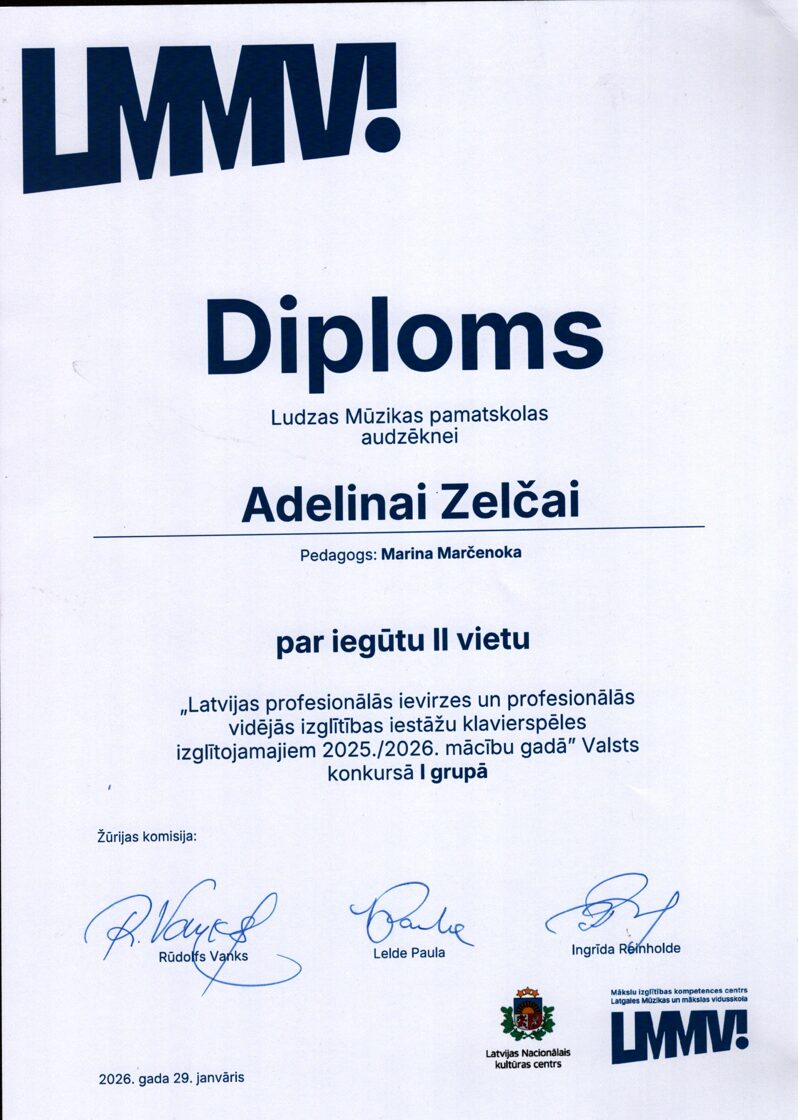 LMMV!
Diploms
Ludzas Mūzikas pamatskolas
audzēknei
Adelinai Zelčai
Pedagogs: Marina Marčenoka
par iegūtu II vietu
„Latvijas profesionālās ievirzes un profesionālās
vidējās izglītības iestāžu klavierspēles
izglītojamajiem 2025./2026. mācību gadā” Valsts
konkursā I grupā
Žūrijas komisija:
R. Vanks
Rūdolfs Vanks
Lelde Paula
Ingrīda Reinholde
Mākslu izglītības kompetences centrs
Latgales Mūzikas un mākslas vidusskola
LMMV!
Latvijas Nacionālais
kultūras centrs
2026. gada 29. janvāris